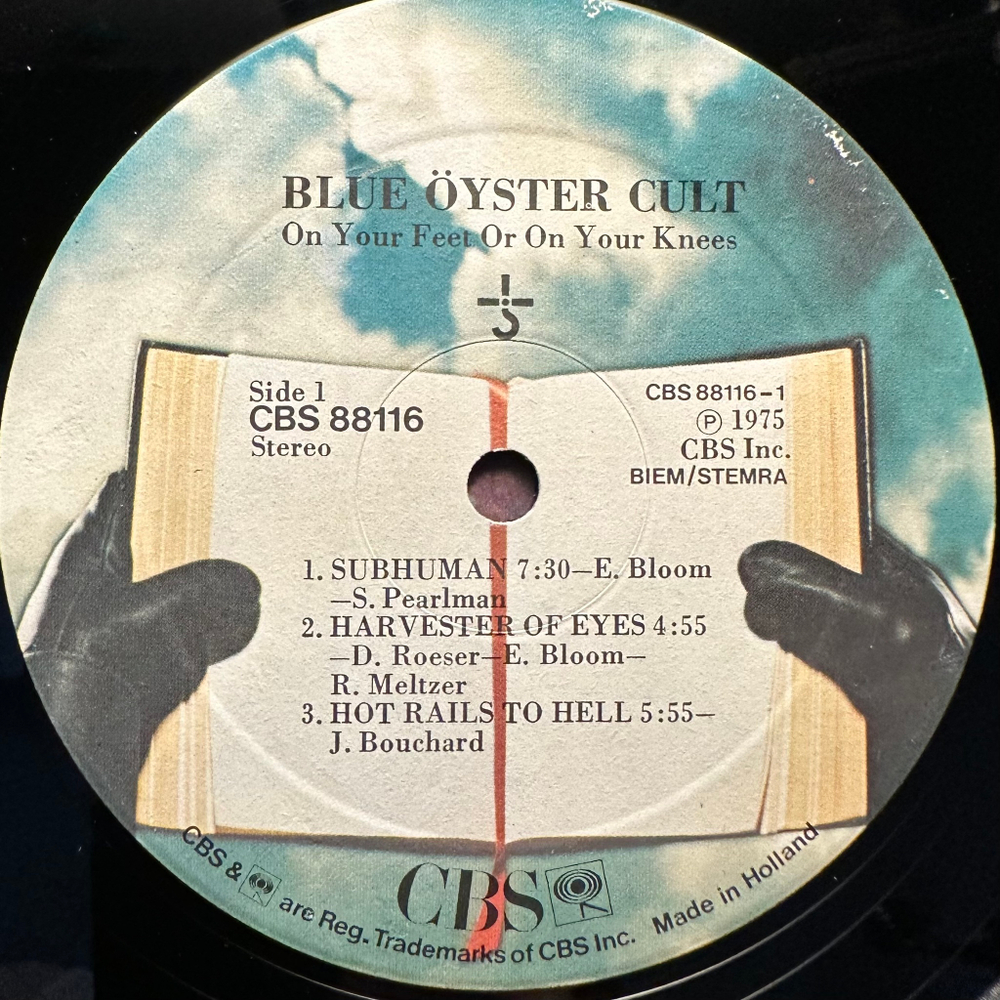 BLUE ÖYSTER CULT
On Your Feet Or On Your Knees
Side 1
CBS 88116
Stereo
CBS 88116-1
Ⓟ 1975
CBS Inc.
BIEM/STEMRA
1. SUBHUMAN 7:30—E. Bloom
—S. Pearlman
2. HARVESTER OF EYES 4:55
—D. Roeser—E. Bloom—
R. Meltzer
3. HOT RAILS TO HELL 5:55—
J. Bouchard
CBS
CBS & are Reg. Trademarks of CBS Inc. Made in Holland